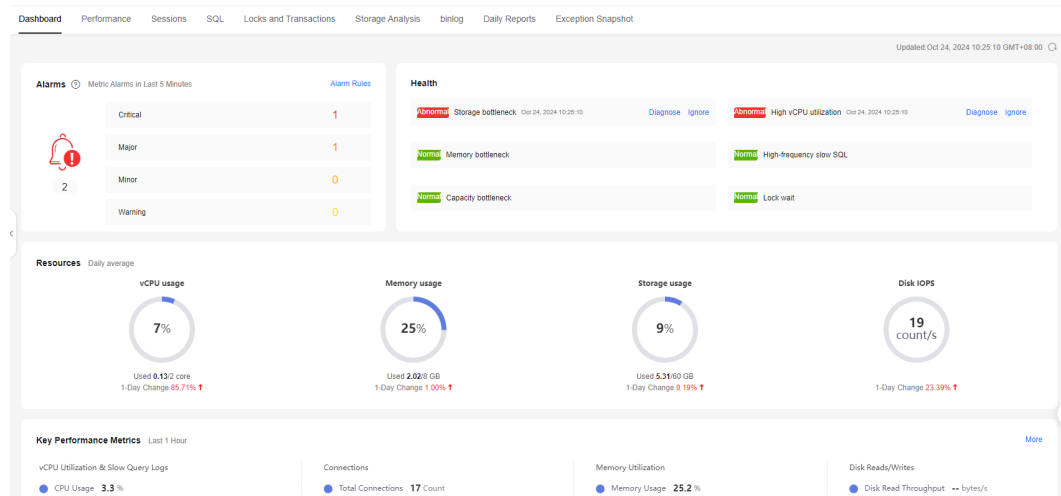 Dashboard Performance Sessions SQL Locks and Transactions Storage Analysis binlog Daily Reports Exception Snapshot
Updated:Oct 24, 2024 10:25:10 GMT+08:00
Alarms ? Metric Alarms in Last 5 Minutes Alarm Rules
Critical 1
Major 1
Minor 0
Warning 0
2
Health
Abnormal Storage bottleneck Oct 24, 2024 10:25:10 Diagnose Ignore
Abnormal High vCPU utilization Oct 24, 2024 10:25:10 Diagnose Ignore
Normal Memory bottleneck
Normal High-frequency slow SQL
Normal Capacity bottleneck
Normal Lock wait
Resources Daily average
vCPU usage
7%
Used 0.13/2 core
1-Day Change 85.71% ↑
Memory usage
25%
Used 2.02/8 GB
1-Day Change 1.00% ↑
Storage usage
9%
Used 5.31/60 GB
1-Day Change 0.19% ↑
Disk IOPS
19
count/s
1-Day Change 23.39% ↑
Key Performance Metrics Last 1 Hour More
vCPU Utilization & Slow Query Logs
CPU Usage 3.3 %
Connections
Total Connections 17 Count
Memory Utilization
Memory Usage 25.2 %
Disk Reads/Writes
Disk Read Throughput -- bytes/s